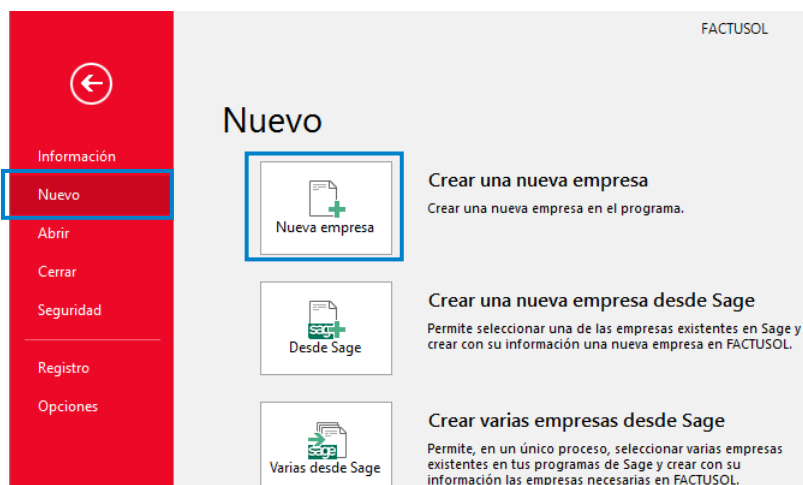 FACTUSOL
Nuevo
Información
Nuevo
Abrir
Cerrar
Seguridad
Registro
Opciones
Nueva empresa
Crear una nueva empresa
Crear una nueva empresa en el programa.
sage
Desde Sage
Crear una nueva empresa desde Sage
Permite seleccionar una de las empresas existentes en Sage y
crear con su información una nueva empresa en FACTUSOL.
sage
Varias desde Sage
Crear varias empresas desde Sage
Permite, en un único proceso, seleccionar varias empresas
existentes en tus programas de Sage y crear con su
información las empresas necesarias en FACTUSOL.